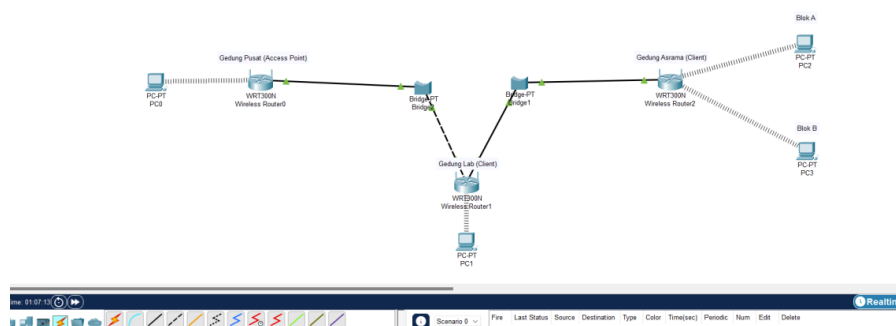 Blok A
Gedung Pusat (Access Point)
Gedung Asrama (Client)
PC-PT
PC2
PC-PT
PC0
WRT300N
Wireless Router0
Bridge-PT
Bridge
Bridge-PT
Bridge1
WRT300N
Wireless Router2
Blok B
PC-PT
PC3
Gedung Lab (Client)
WRT300N
Wireless Router1
PC-PT
PC1
ime: 01:07:13
Realtim
Scenario 0
Fire Last Status Source Destination Type Color Time(sec) Periodic Num Edit Delete